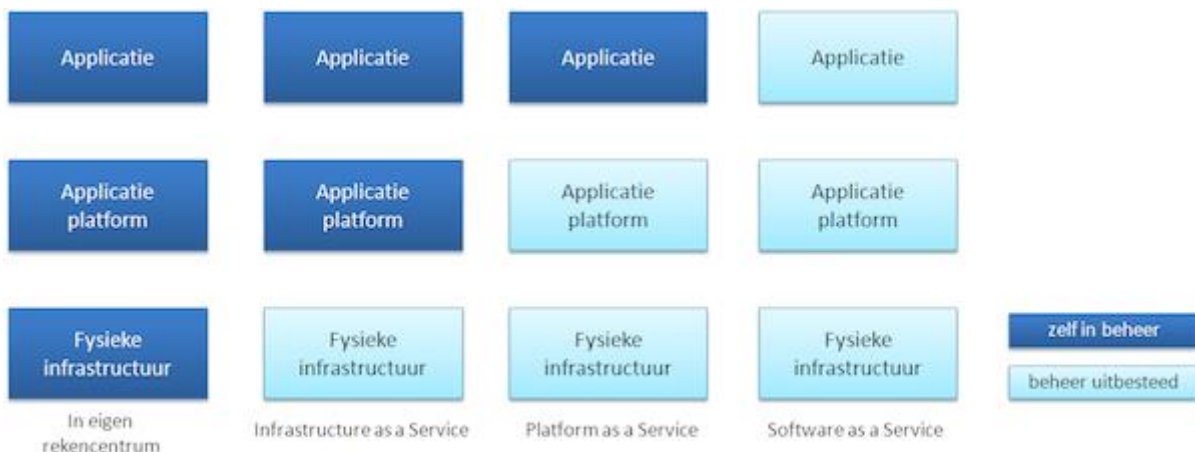 Applicatie
Applicatie
Applicatie
Applicatie
Applicatie
platform
Applicatie
platform
Applicatie
platform
Applicatie
platform
Fysieke
infrastructuur
Fysieke
infrastructuur
Fysieke
infrastructuur
Fysieke
infrastructuur
zelf in beheer
beheer uitbesteed
In eigen
rekencentrum
Infrastructure as a Service
Platform as a Service
Software as a Service